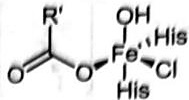 R' OH
O O Fe His Cl
His